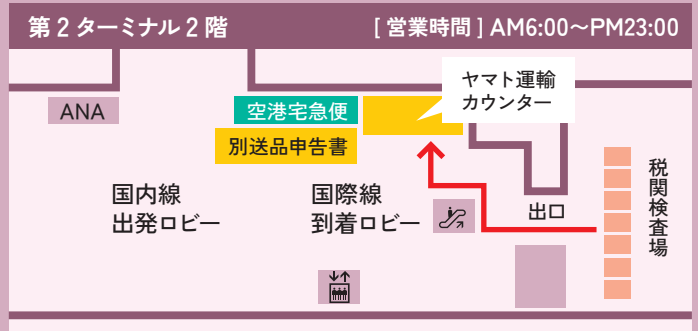 第2ターミナル2階
[営業時間] AM6:00〜PM23:00
ヤマト運輸
カウンター
ANA
空港宅急便
別送品申告書
国内線
出発ロビー
国際線
到着ロビー
出口
税関検査場